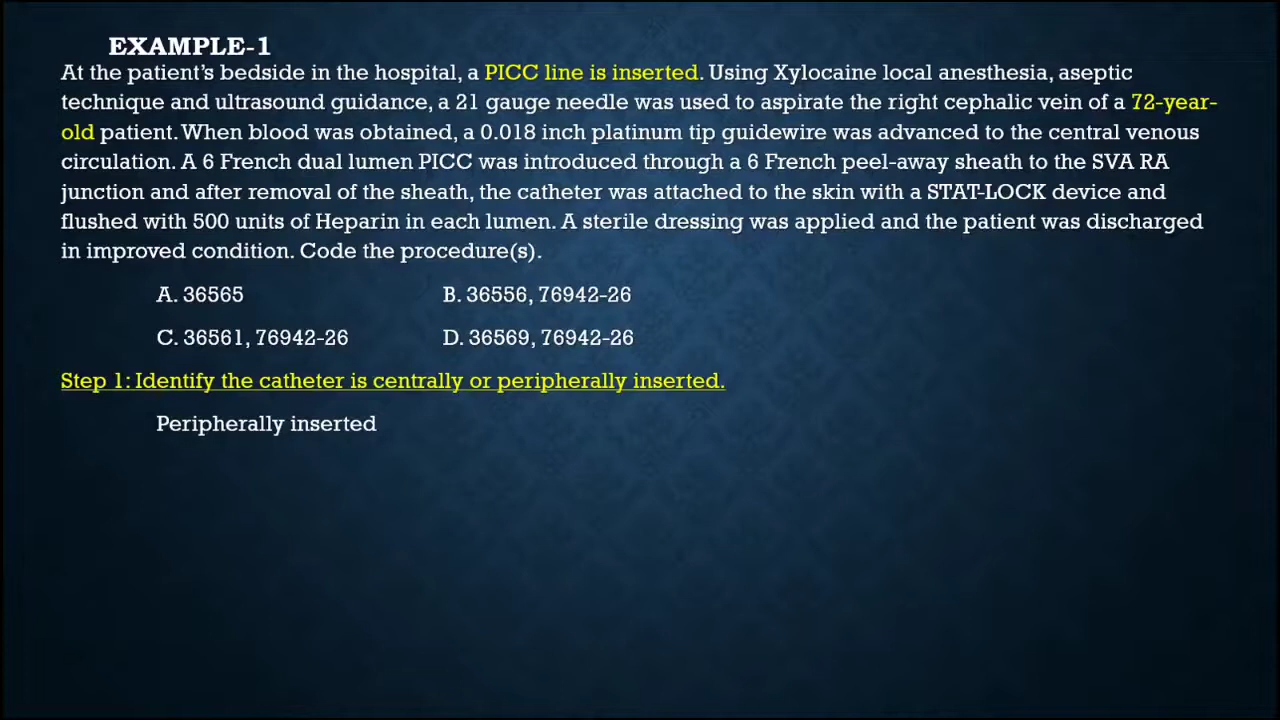 EXAMPLE-1
At the patient's bedside in the hospital, a PICC line is inserted. Using Xylocaine local anesthesia, aseptic
technique and ultrasound guidance, a 21 gauge needle was used to aspirate the right cephalic vein of a 72-year-
old patient. When blood was obtained, a 0.018 inch platinum tip guidewire was advanced to the central venous
circulation. A 6 French dual lumen PICC was introduced through a 6 French peel-away sheath to the SVA RA
junction and after removal of the sheath, the catheter was attached to the skin with a STAT-LOCK device and
flushed with 500 units of Heparin in each lumen. A sterile dressing was applied and the patient was discharged
in improved condition. Code the procedure(s).
A. 36565 B. 36556, 76942-26
C. 36561, 76942-26 D. 36569, 76942-26
Step 1: Identify the catheter is centrally or peripherally inserted.
Peripherally inserted